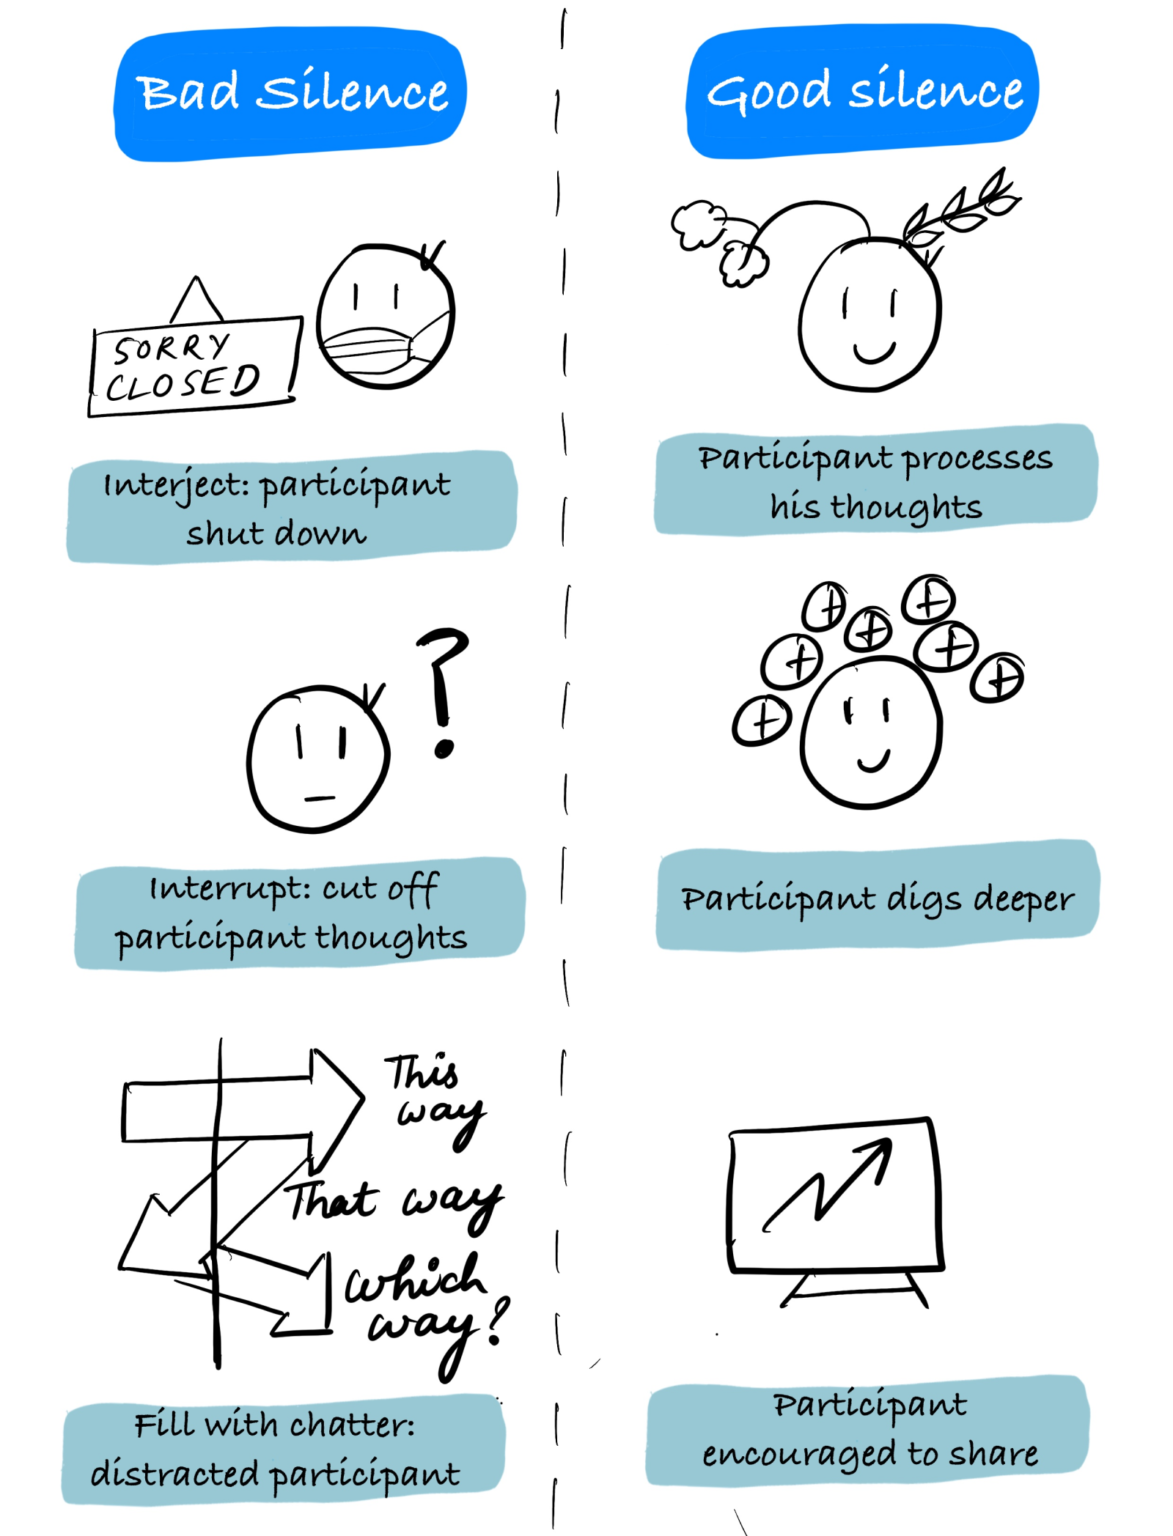 Bad Silence
SORRY
CLOSED
Interject: participant
shut down
?
Interrupt: cut off
participant thoughts
This
way
That way
Which
way?
Fill with chatter:
distracted participant
Good silence
Participant processes
his thoughts
Participant digs deeper
Participant
encouraged to share